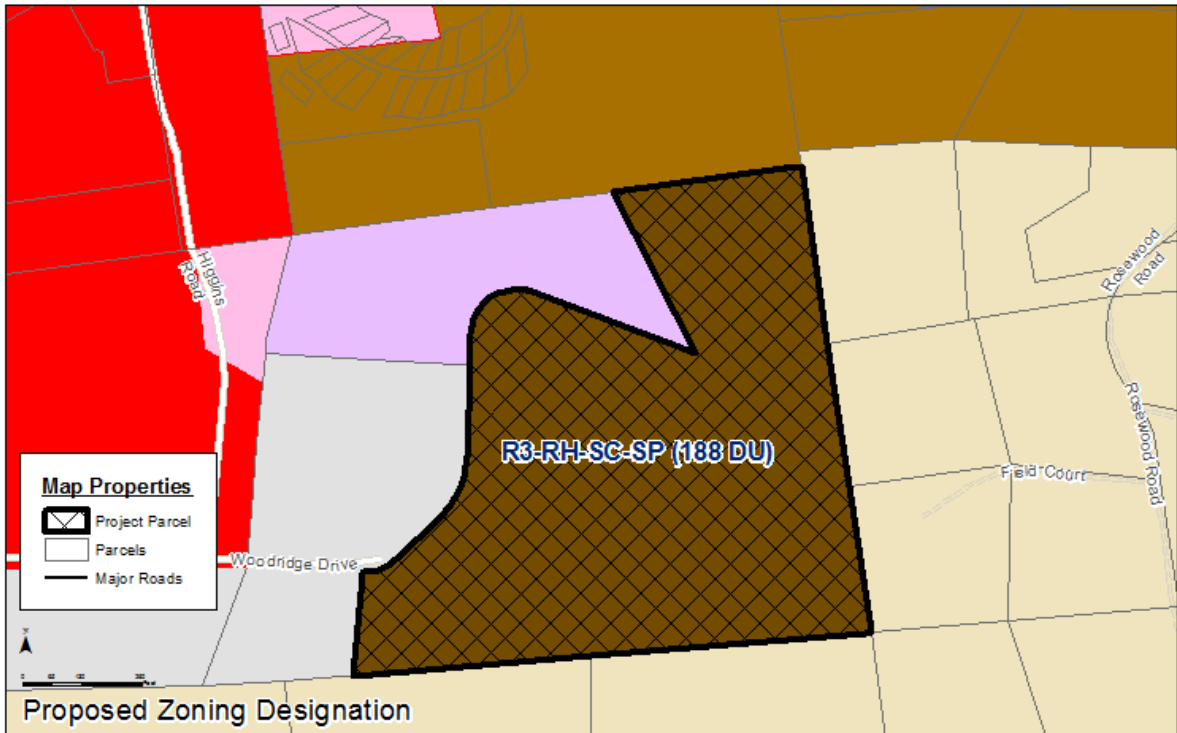 Higgins
Road
Rosewood
Road
R3-RH-SC-SP (188 DU)
Rosewood Road
Field Court
Map Properties
Project Parcel
Parcels
Major Roads
Woodridge Drive
Proposed Zoning Designation